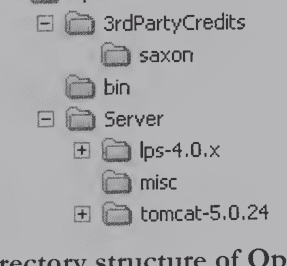 3rdPartyCredits
saxon
bin
Server
lps-4.0.x
misc
tomcat-5.0.24
rectory structure of Op